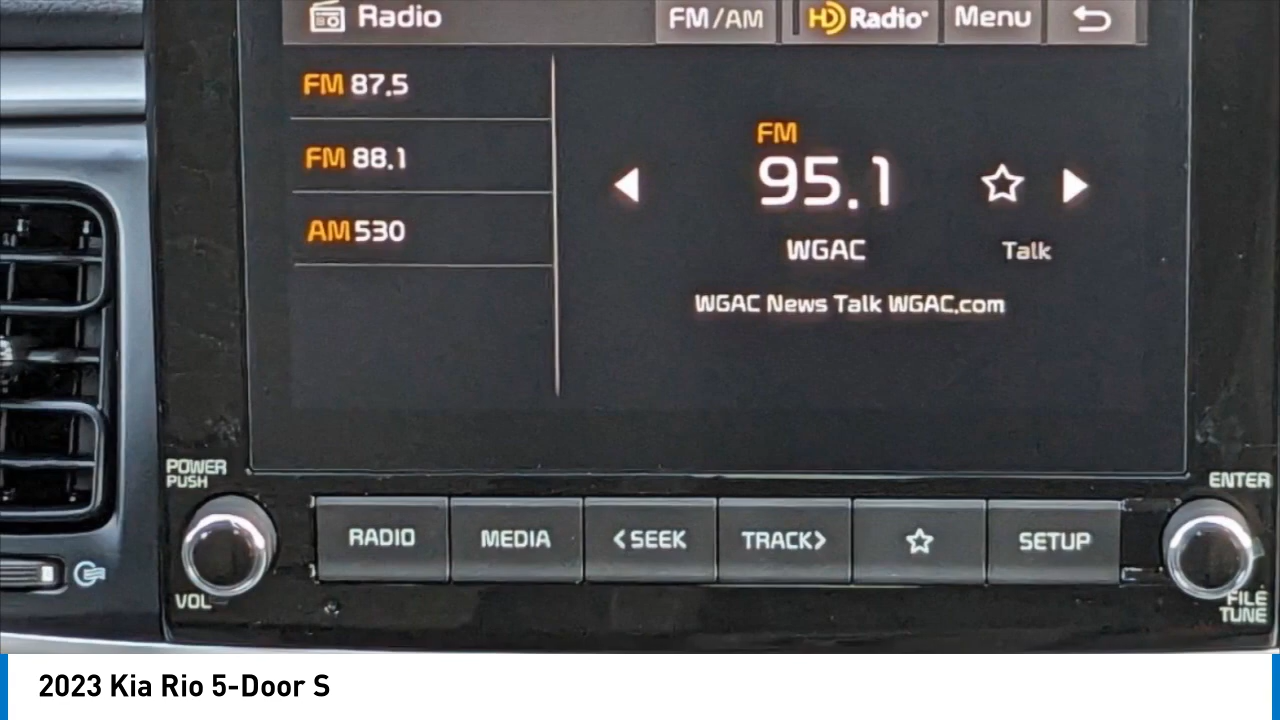 Radio FM/AM HD Radio Menu
FM 87.5
FM 88.1
AM 530
FM
95.1
WGAC Talk
WGAC News Talk WGAC.com
POWER
PUSH
ENTER
RADIO MEDIA <SEEK TRACK> SETUP
VOL
FILE
TUNE
2023 Kia Rio 5-Door S